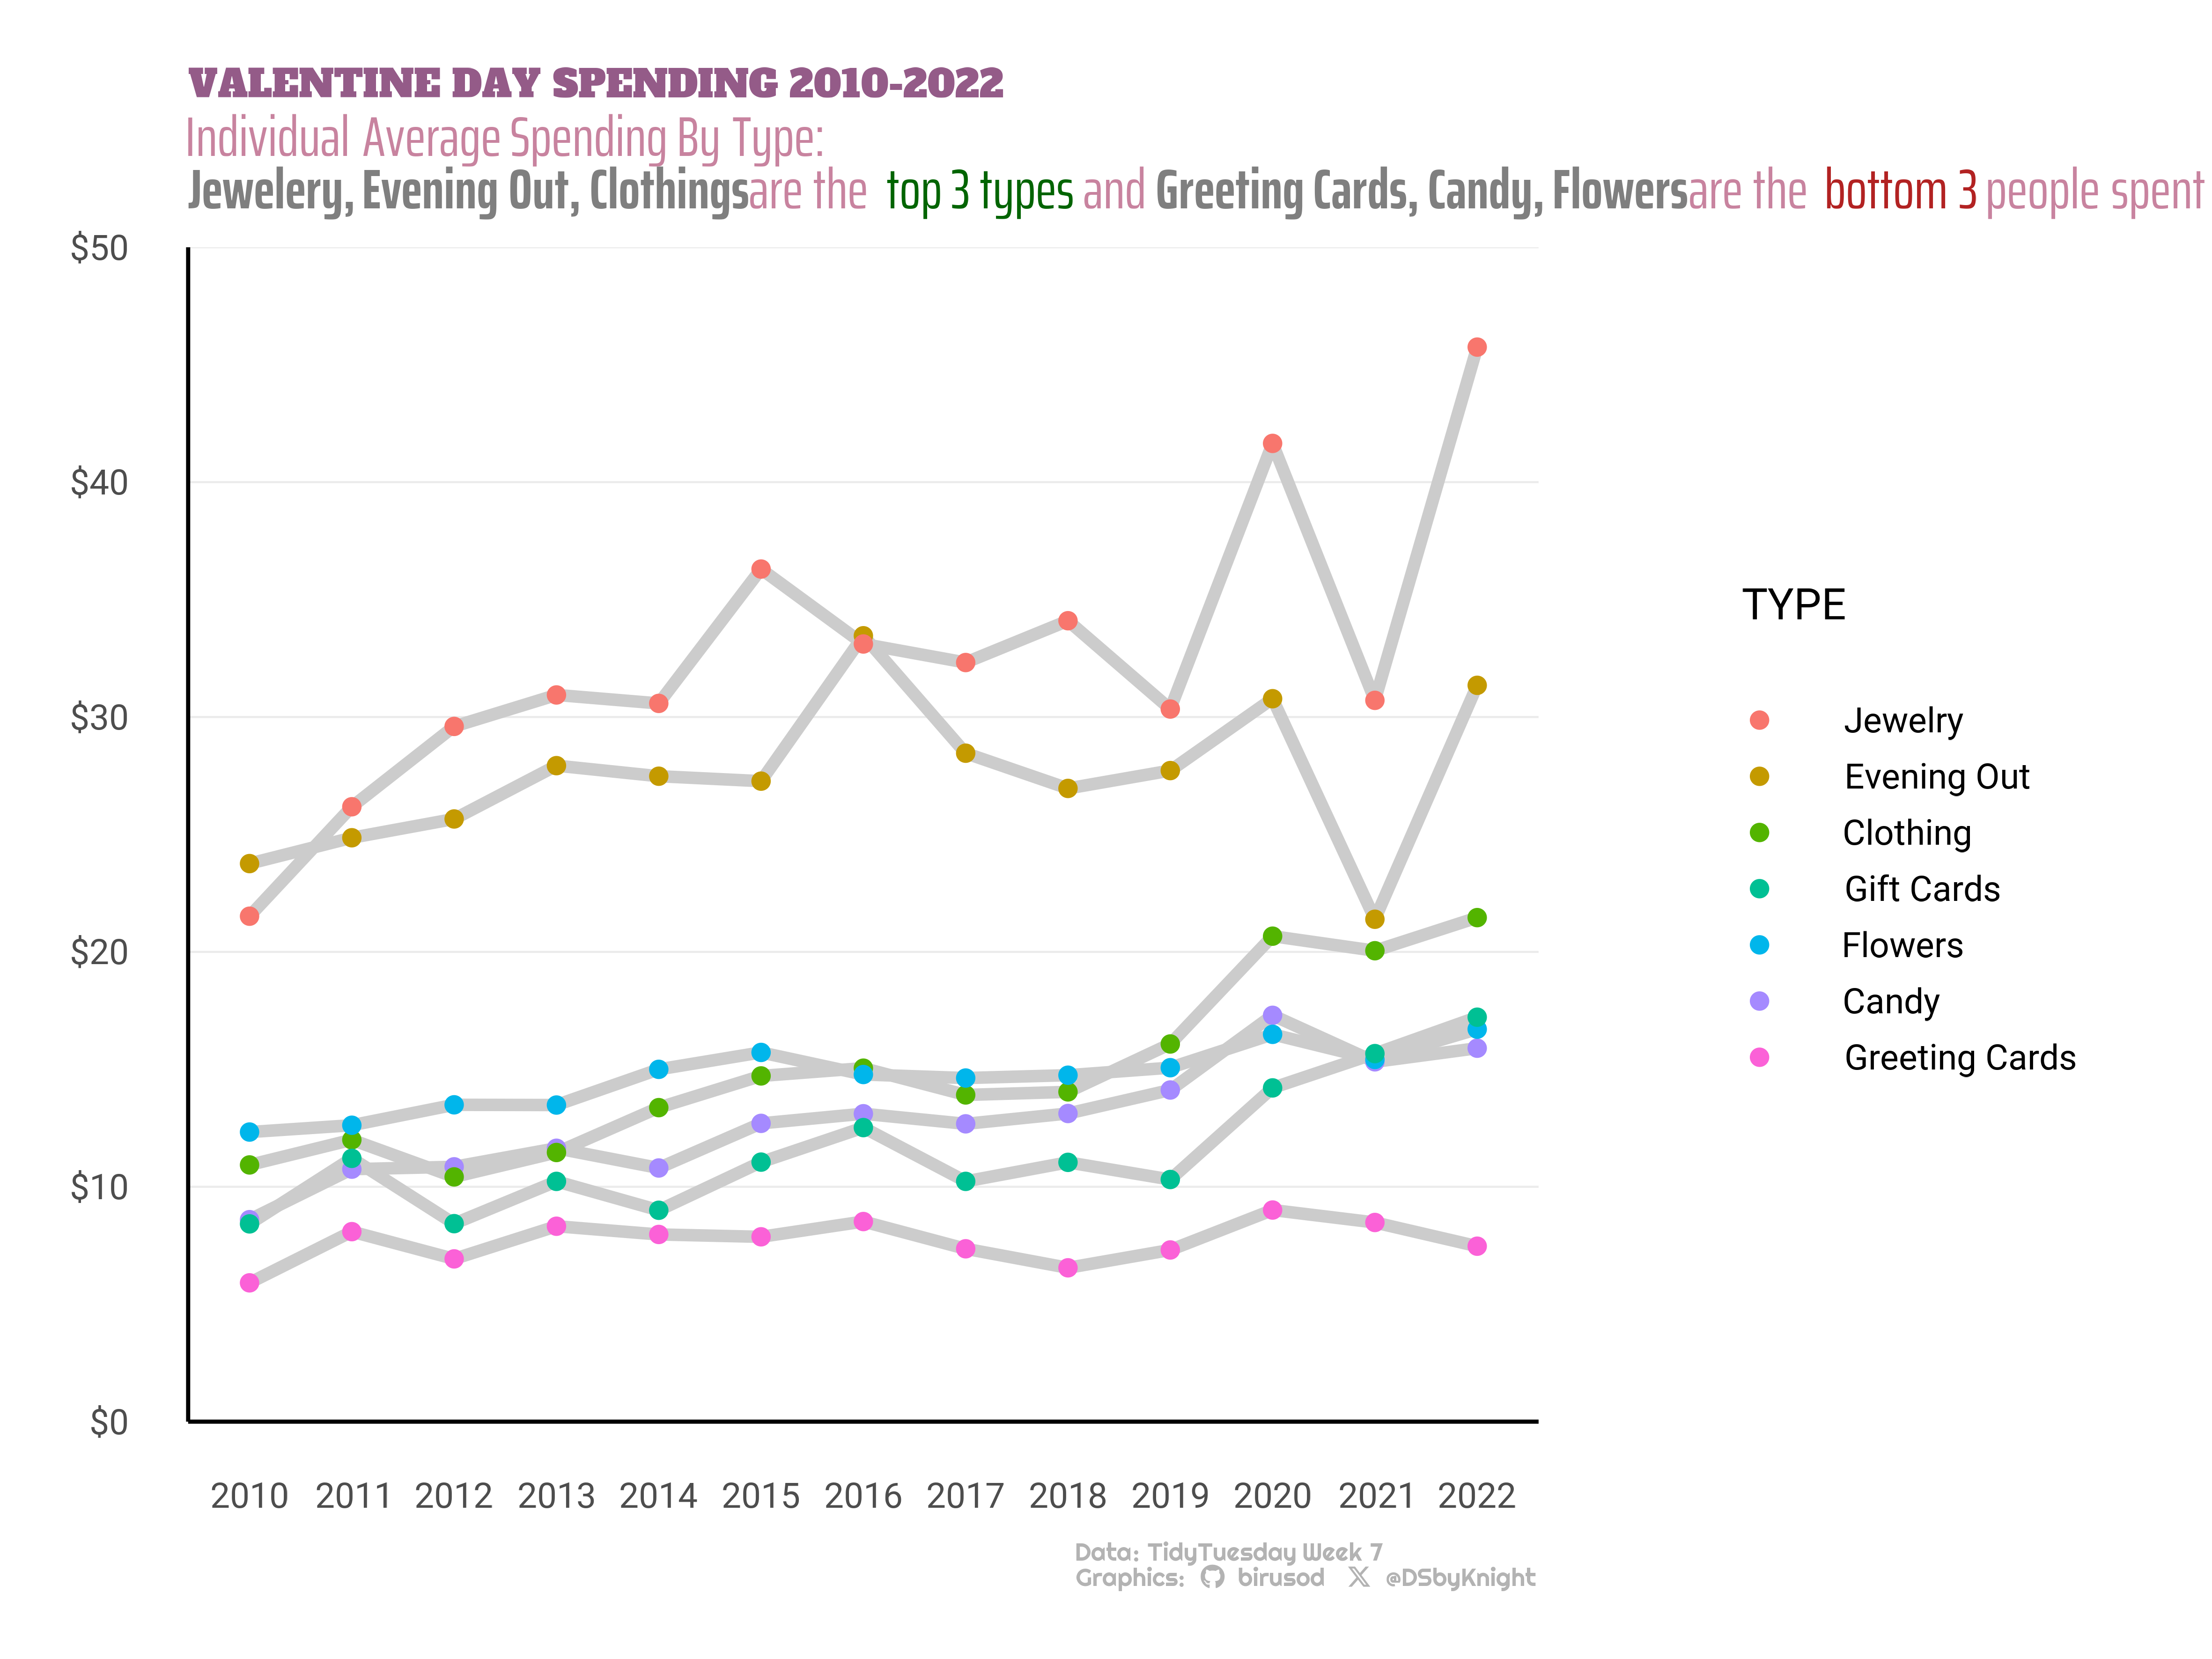 VALENTINE DAY SPENDING 2010-2022
Individual Average Spending By Type:
Jewelery, Evening Out, Clothingsare the top 3 types and Greeting Cards, Candy, Flowersare the bottom 3 people spent
$50
$40
$30
$20
$10
$0
2010 2011 2012 2013 2014 2015 2016 2017 2018 2019 2020 2021 2022
TYPE
Jewelry
Evening Out
Clothing
Gift Cards
Flowers
Candy
Greeting Cards
Data: TidyTuesday Week 7
Graphics: birusod @DSbyKnight